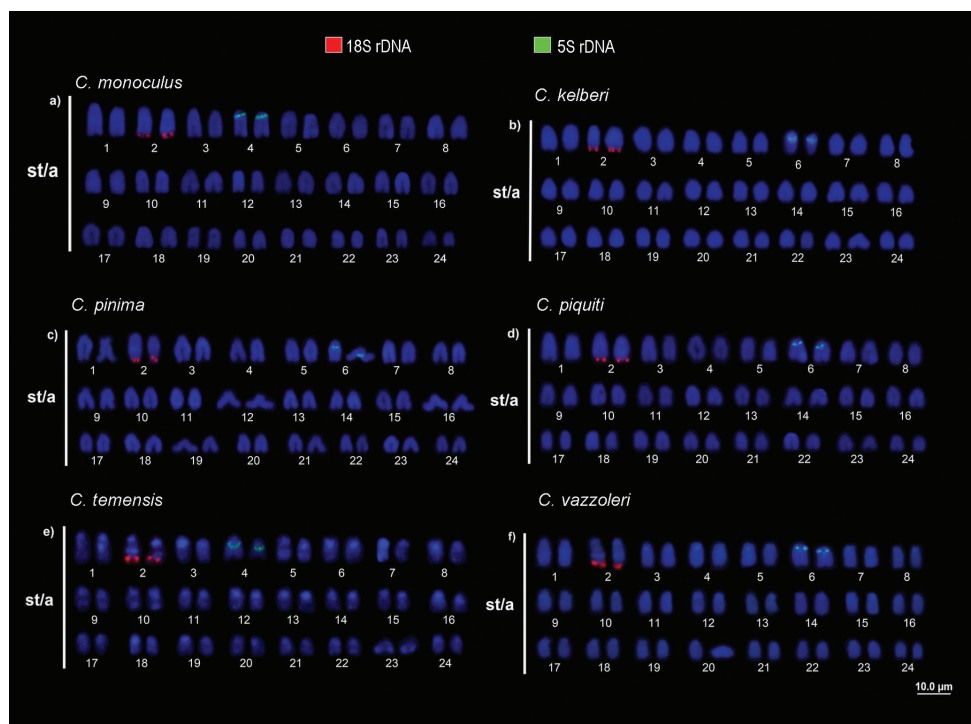 18S rDNA
5S rDNA
C. monoculus
a)
1 2 3 4 5 6 7 8
st/a
9 10 11 12 13 14 15 16
17 18 19 20 21 22 23 24
C. kelberi
b)
1 2 3 4 5 6 7 8
st/a
9 10 11 12 13 14 15 16
17 18 19 20 21 22 23 24
C. pinima
c)
1 2 3 4 5 6 7 8
st/a
9 10 11 12 13 14 15 16
17 18 19 20 21 22 23 24
C. piquiti
d)
1 2 3 4 5 6 7 8
st/a
9 10 11 12 13 14 15 16
17 18 19 20 21 22 23 24
C. temensis
e)
1 2 3 4 5 6 7 8
st/a
9 10 11 12 13 14 15 16
17 18 19 20 21 22 23 24
C. vazzoleri
f)
1 2 3 4 5 6 7 8
st/a
9 10 11 12 13 14 15 16
17 18 19 20 21 22 23 24
10.0 μm